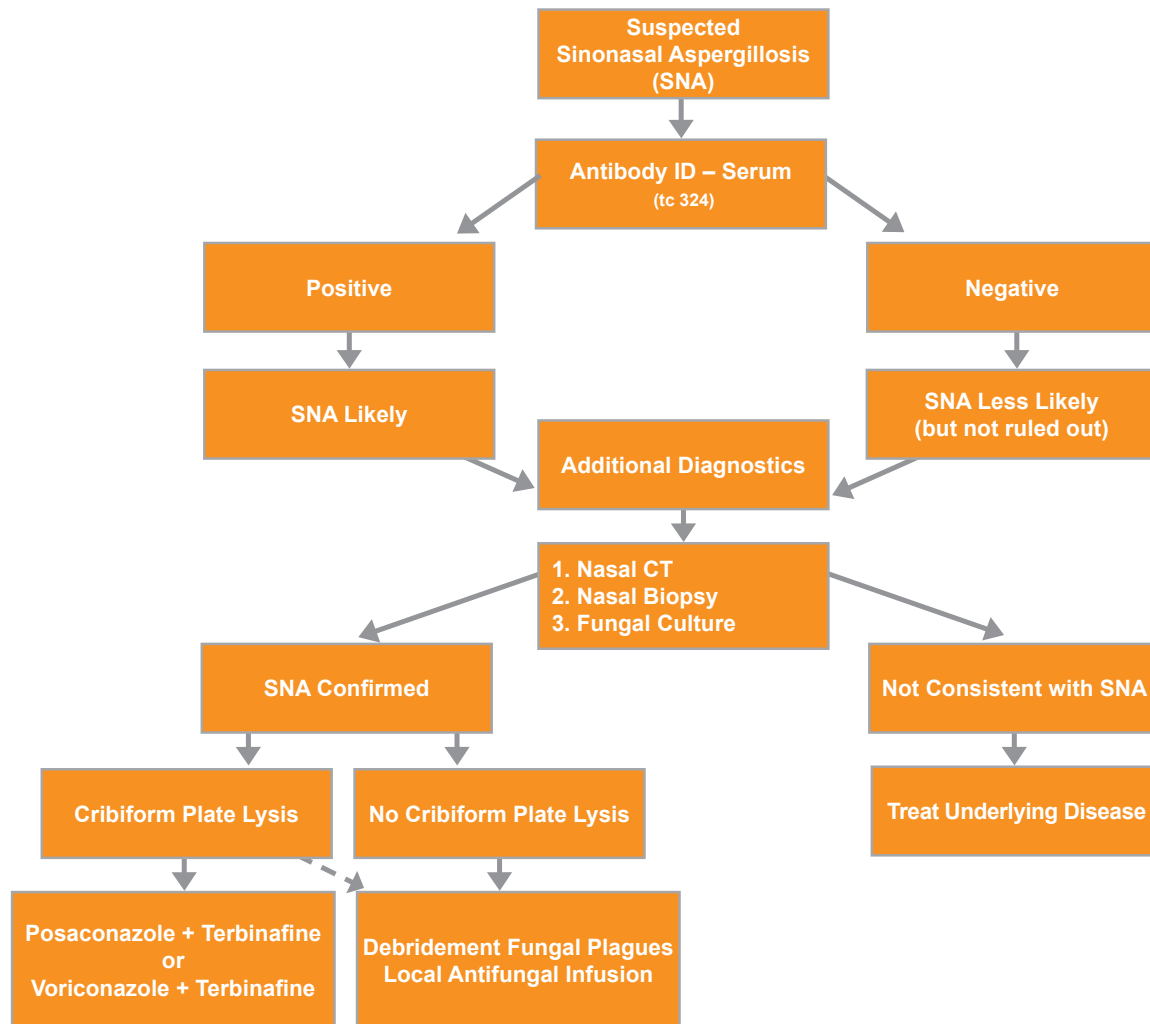 Suspected
Sinonasal Aspergillosis
(SNA)
Antibody ID – Serum
(tc 324)
Positive
Negative
SNA Likely
SNA Less Likely
(but not ruled out)
Additional Diagnostics
1. Nasal CT
2. Nasal Biopsy
3. Fungal Culture
SNA Confirmed
Not Consistent with SNA
Cribiform Plate Lysis
No Cribiform Plate Lysis
Treat Underlying Disease
Posaconazole + Terbinafine
or
Voriconazole + Terbinafine
Debridement Fungal Plagues
Local Antifungal Infusion